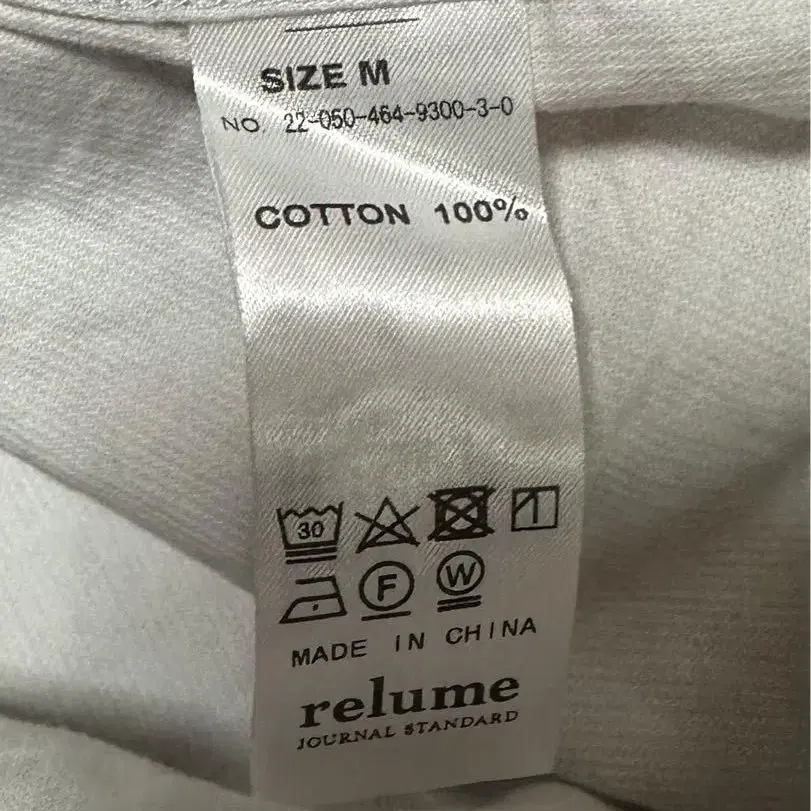 SIZE M
NO. 22-050-464-9300-3-0
COTTON 100%
30
F W
MADE IN CHINA
relume
JOURNAL STANDARD